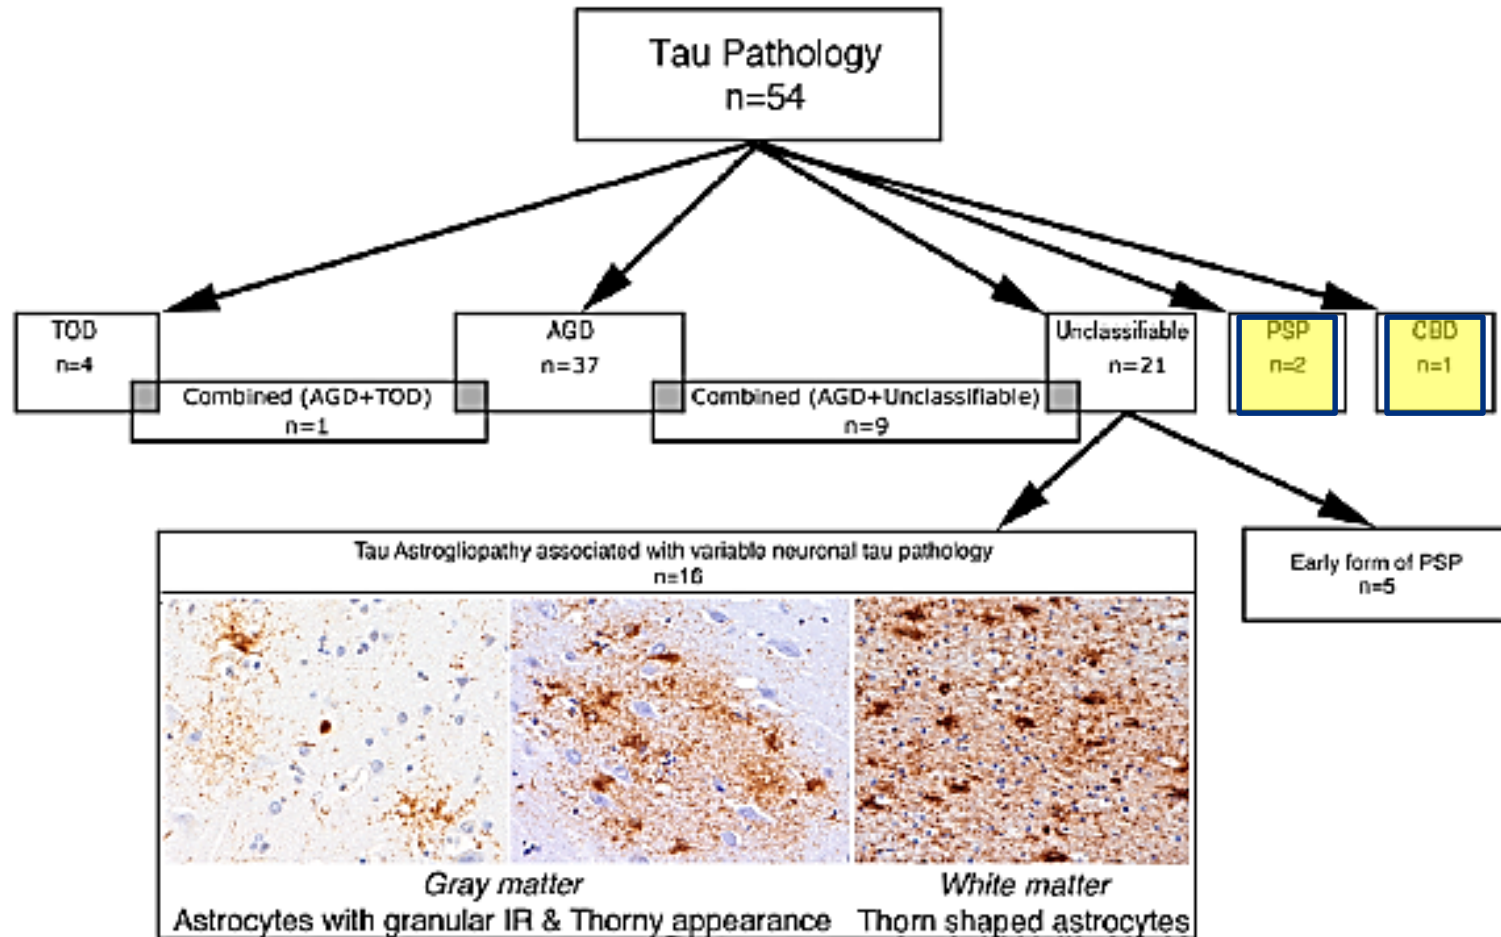 Tau Pathology
n=54
TOD
n=4
AGD
n=37
Unclassifiable
n=21
PSP
n=2
CBD
n=1
Combined (AGD+TOD)
n=1
Combined (AGD+Unclassifiable)
n=9
Tau Astrogliopathy associated with variable neuronal tau pathology
n=16
Early form of PSP
n=5
Gray matter
Astrocytes with granular IR & Thorny appearance
White matter
Thorn shaped astrocytes